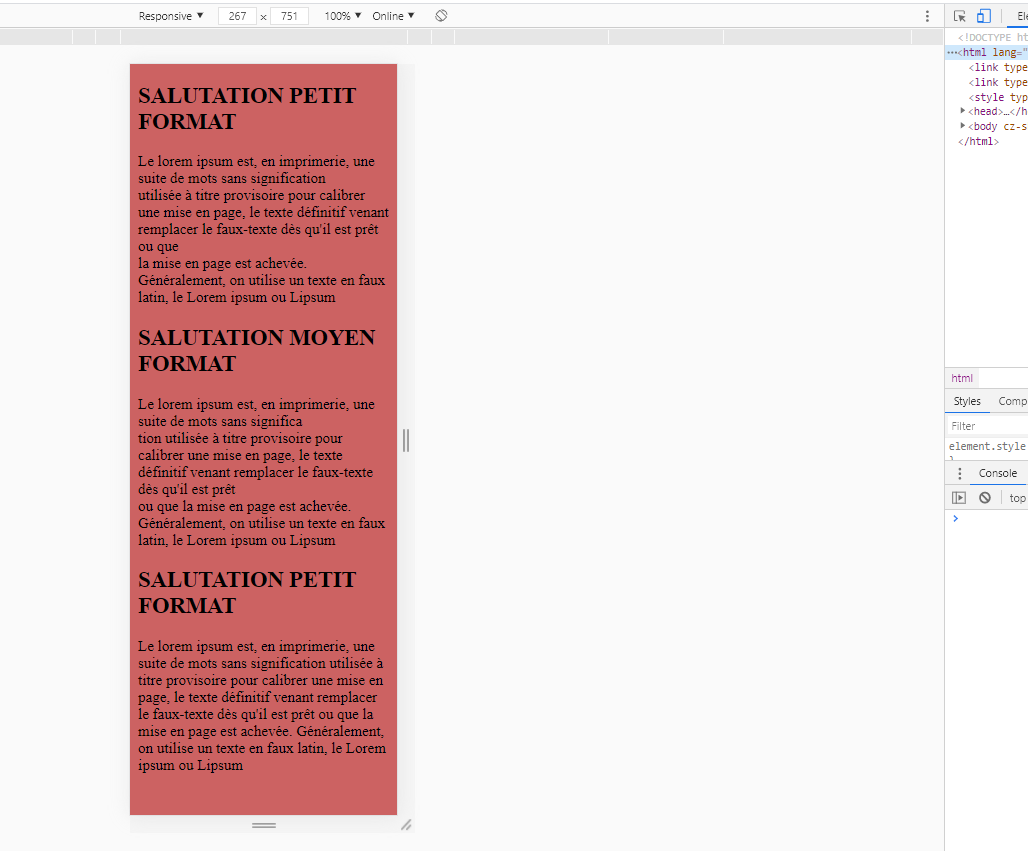 Responsive ▼ 267 x 751 100% ▼ Online ▼
SALUTATION PETIT
FORMAT
Le lorem ipsum est, en imprimerie, une
suite de mots sans signification
utilisée à titre provisoire pour calibrer
une mise en page, le texte définitif venant
remplacer le faux-texte dès qu'il est prêt
ou que
la mise en page est achevée.
Généralement, on utilise un texte en faux
latin, le Lorem ipsum ou Lipsum
SALUTATION MOYEN
FORMAT
Le lorem ipsum est, en imprimerie, une
suite de mots sans significa
tion utilisée à titre provisoire pour
calibrer une mise en page, le texte
définitif venant remplacer le faux-texte
dès qu'il est prêt
ou que la mise en page est achevée.
Généralement, on utilise un texte en faux
latin, le Lorem ipsum ou Lipsum
SALUTATION PETIT
FORMAT
Le lorem ipsum est, en imprimerie, une
suite de mots sans signification utilisée à
titre provisoire pour calibrer une mise en
page, le texte définitif venant remplacer
le faux-texte dès qu'il est prêt ou que la
mise en page est achevée. Généralement,
on utilise un texte en faux latin, le Lorem
ipsum ou Lipsum
Ele
<!DOCTYPE ht
<html lang="
<link type
<link type
<style typ
<head>…</h
<body cz-s
</html>
html
Styles Comp
Filter
element.style
}
Console
top